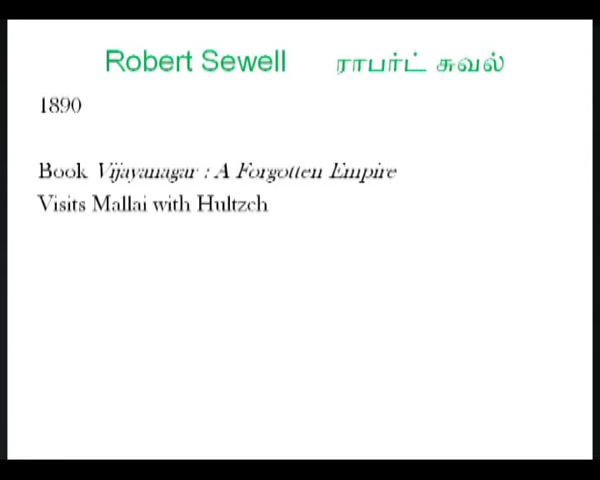 Robert Sewell ராபர்ட் சுவல்
1890
Book Vijayanagar : A Forgotten Empire
Visits Mallai with Hultzch